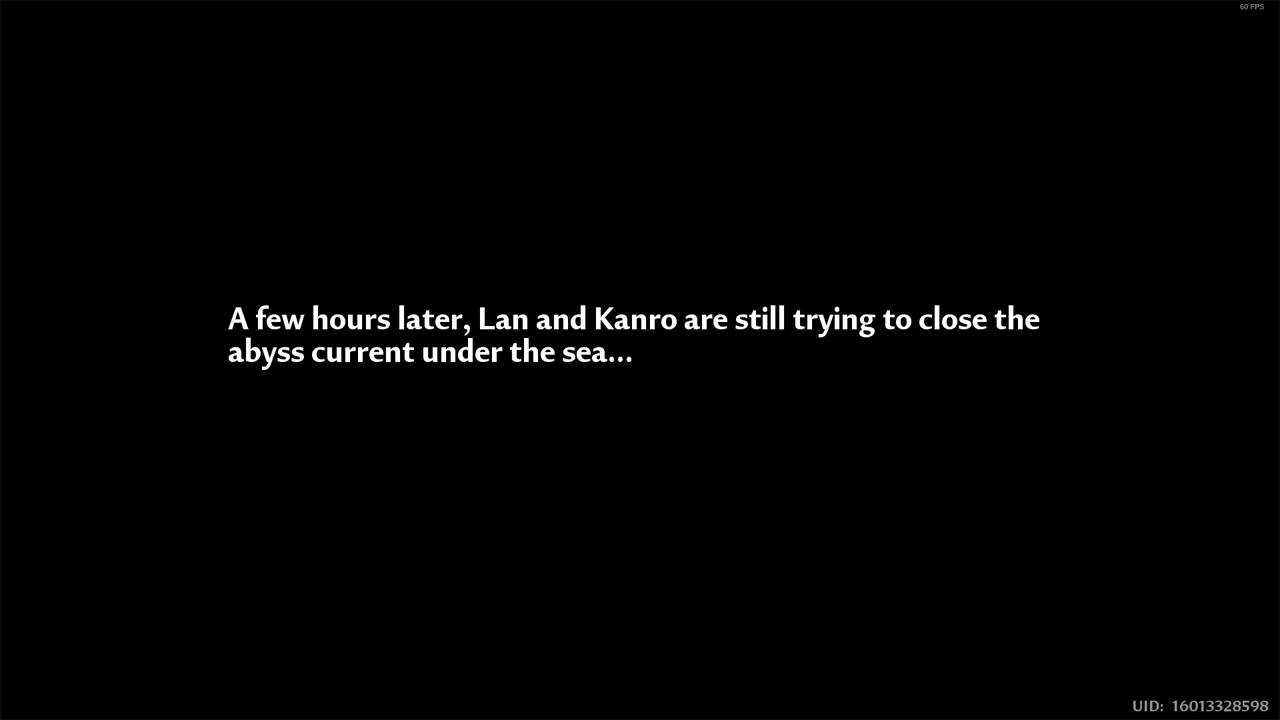 60 FPS
A few hours later, Lan and Kanro are still trying to close the
abyss current under the sea...
UID: 16013328598